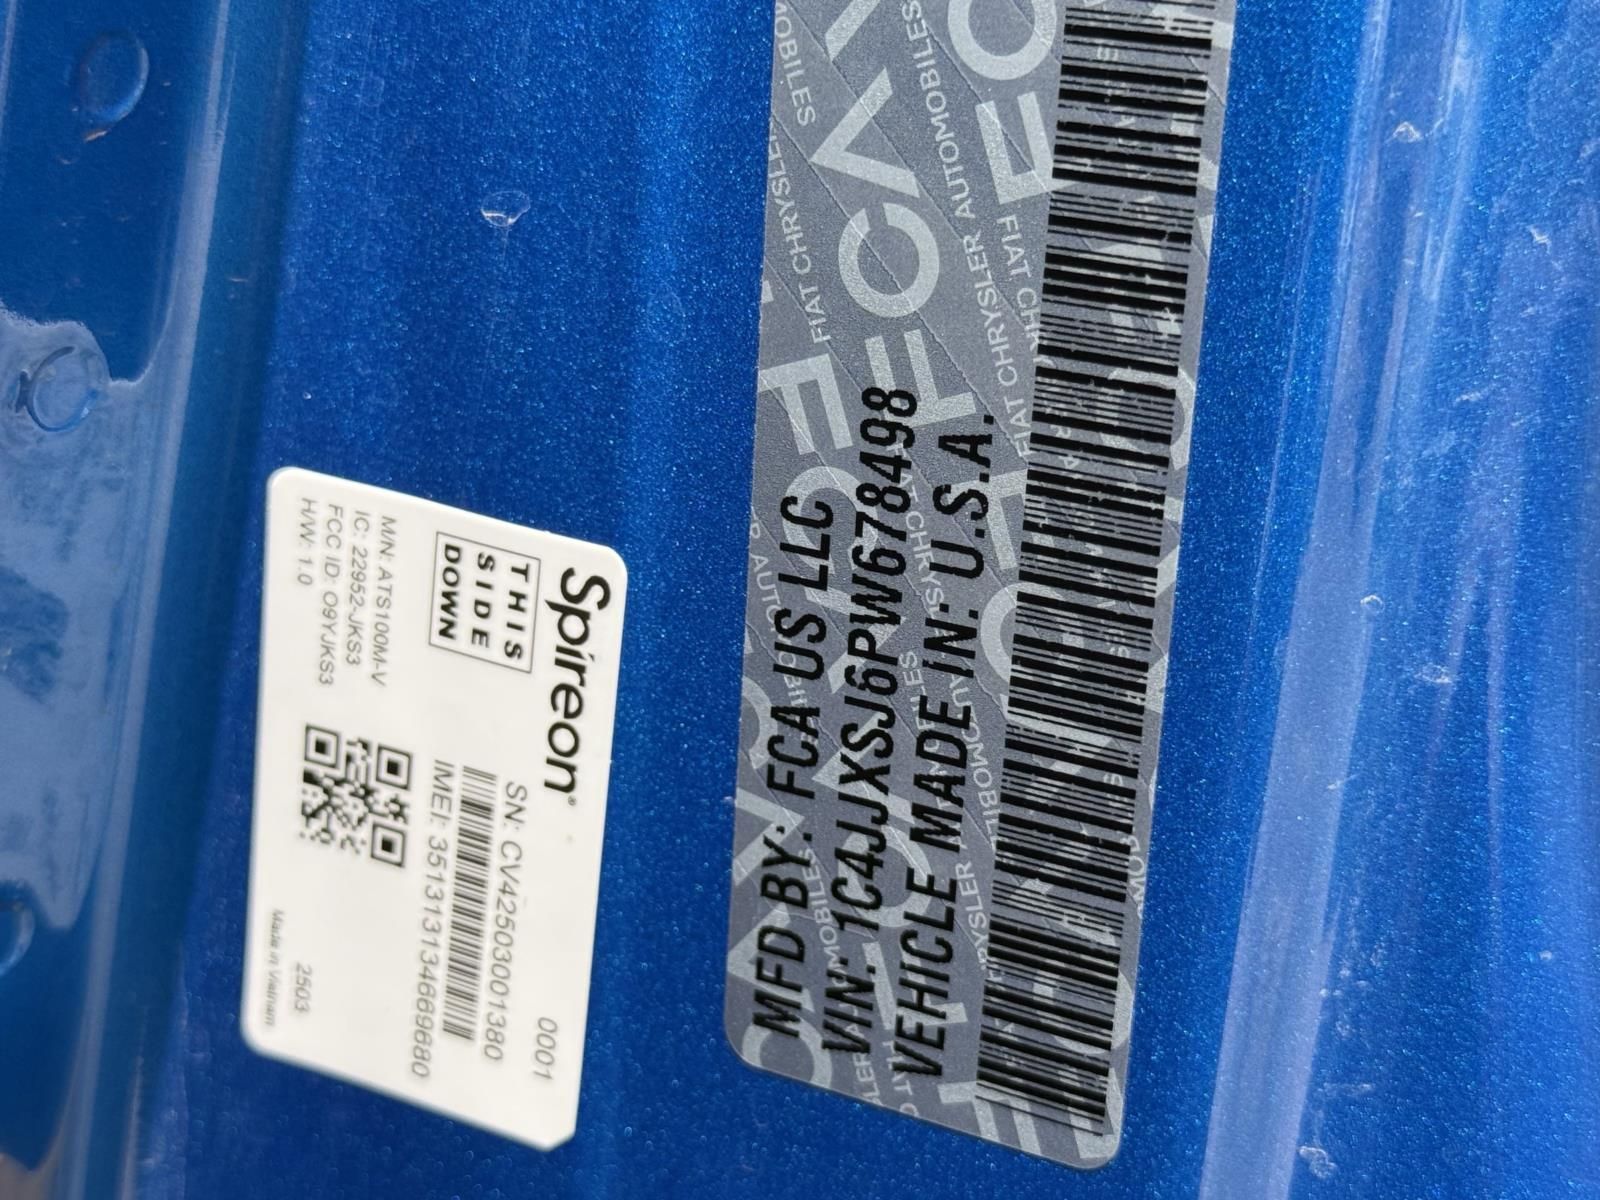 Spireon
THIS
SIDE
DOWN
M/N: ATS100M-V
IC: 22952-JKS3
FCC ID: O9YJKS3
H/W: 1.0
0001
SN: CV42503001380
IMEI: 351313134669680
2503
Made in Vietnam
MFD BY: FCA US LLC
VIN: 1C4JJXSJ6PW678498
VEHICLE MADE IN: U.S.A.
FCA
FIAT CHRYSLER AUTOMOBILES